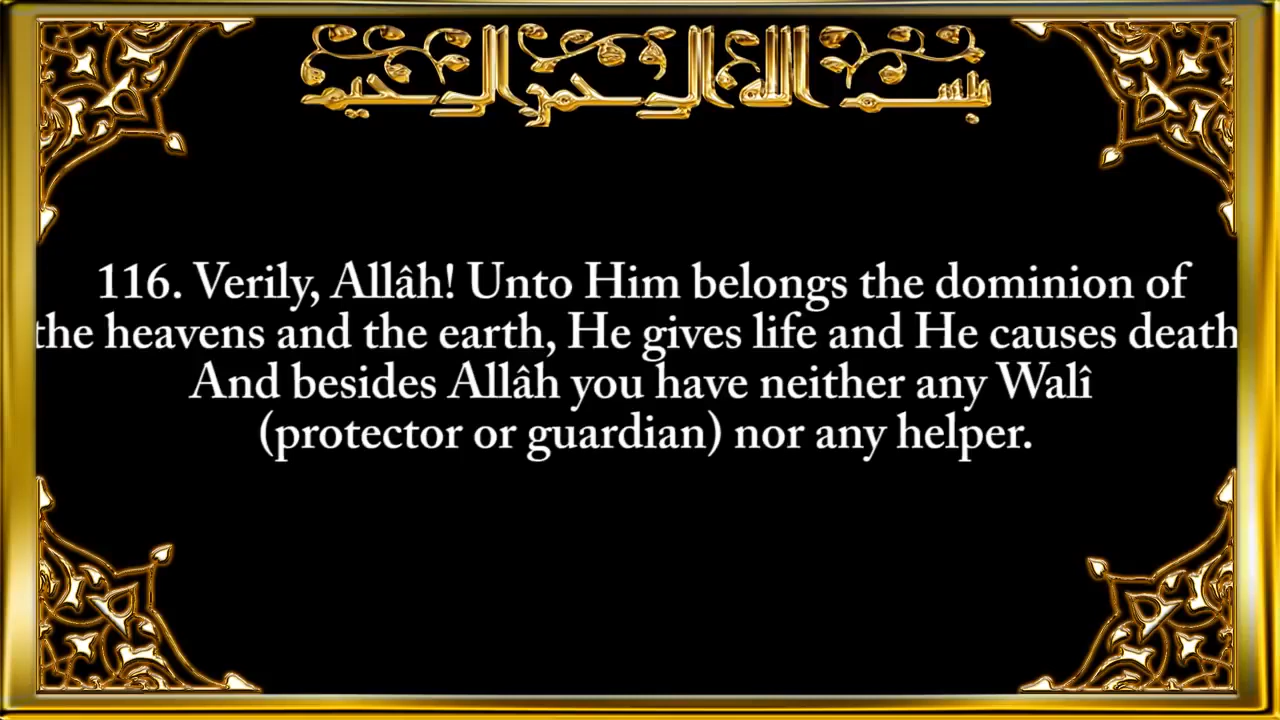 بسم الله الرحمن الرحيم
116. Verily, Allâh! Unto Him belongs the dominion of
the heavens and the earth, He gives life and He causes death
And besides Allâh you have neither any Walî
(protector or guardian) nor any helper.